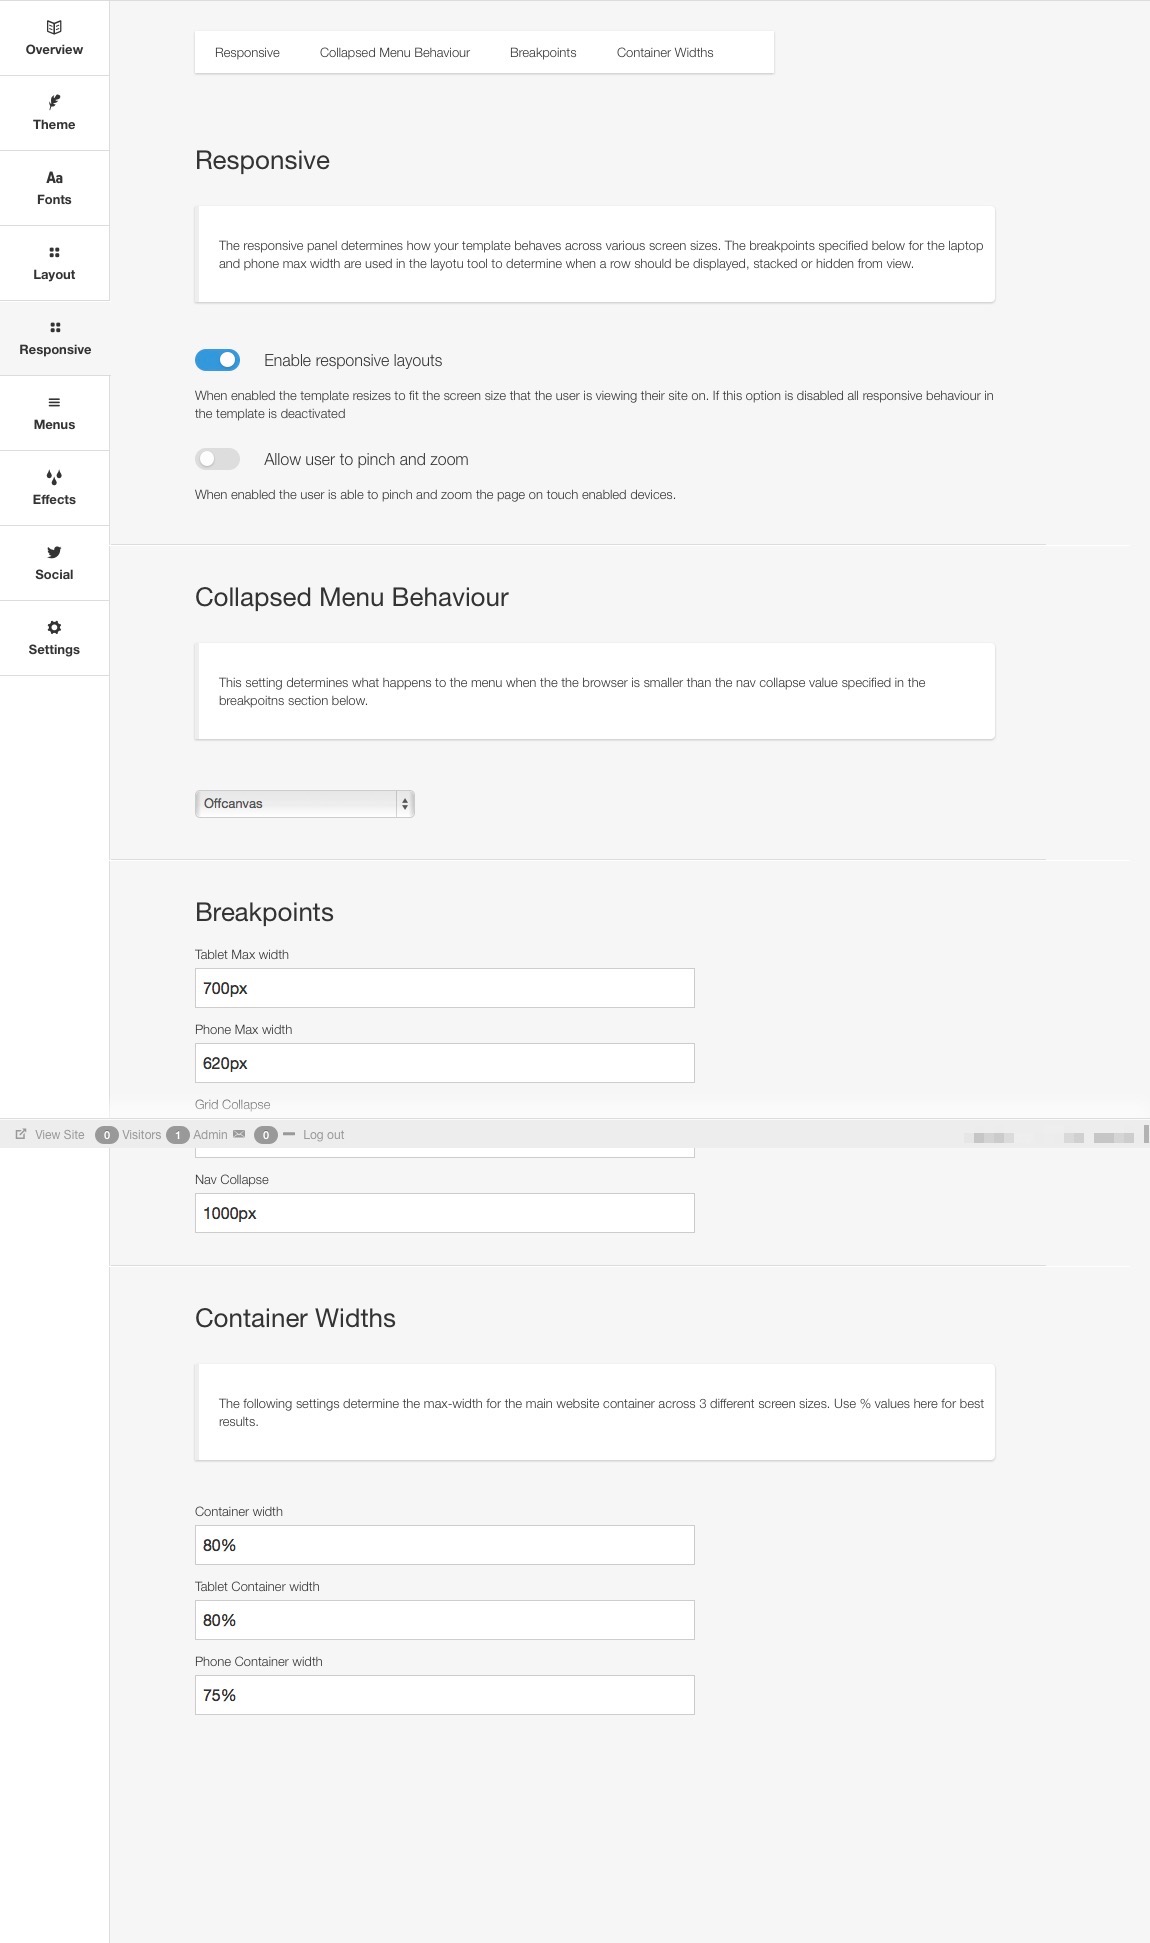 Overview
Theme
Aa
Fonts
Layout
Responsive
Menus
Effects
Social
Settings
Responsive Collapsed Menu Behaviour Breakpoints Container Widths
Responsive
The responsive panel determines how your template behaves across various screen sizes. The breakpoints specified below for the laptop
and phone max width are used in the layotu tool to determine when a row should be displayed, stacked or hidden from view.
Enable responsive layouts
When enabled the template resizes to fit the screen size that the user is viewing their site on. If this option is disabled all responsive behaviour in
the template is deactivated
Allow user to pinch and zoom
When enabled the user is able to pinch and zoom the page on touch enabled devices.
Collapsed Menu Behaviour
This setting determines what happens to the menu when the the browser is smaller than the nav collapse value specified in the
breakpoitns section below.
Offcanvas
Breakpoints
Tablet Max width
700px
Phone Max width
620px
Grid Collapse
View Site 0 Visitors 1 Admin 0 Log out
Nav Collapse
1000px
Container Widths
The following settings determine the max-width for the main website container across 3 different screen sizes. Use % values here for best
results.
Container width
80%
Tablet Container width
80%
Phone Container width
75%